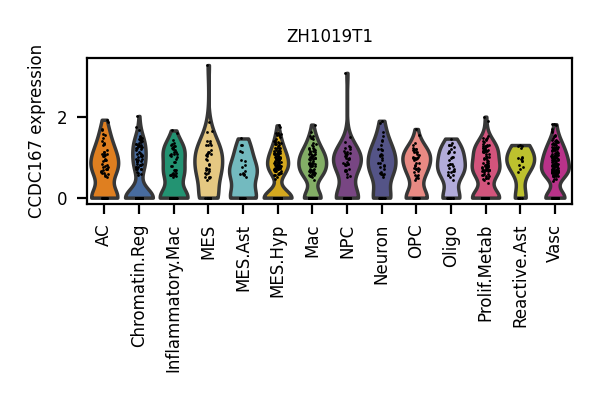 ZH1019T1
CCDC167 expression
2
0
AC
Chromatin.Reg
Inflammatory.Mac
MES
MES.Ast
MES.Hyp
Mac
NPC
Neuron
OPC
Oligo
Prolif.Metab
Reactive.Ast
Vasc